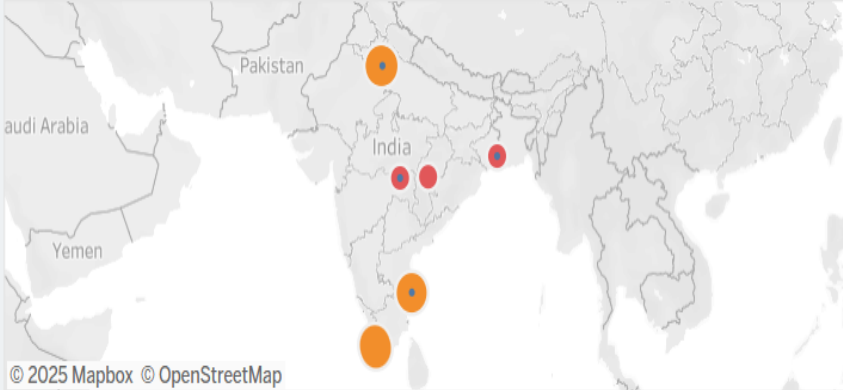 Pakistan
audi Arabia
India
Yemen
© 2025 Mapbox © OpenStreetMap